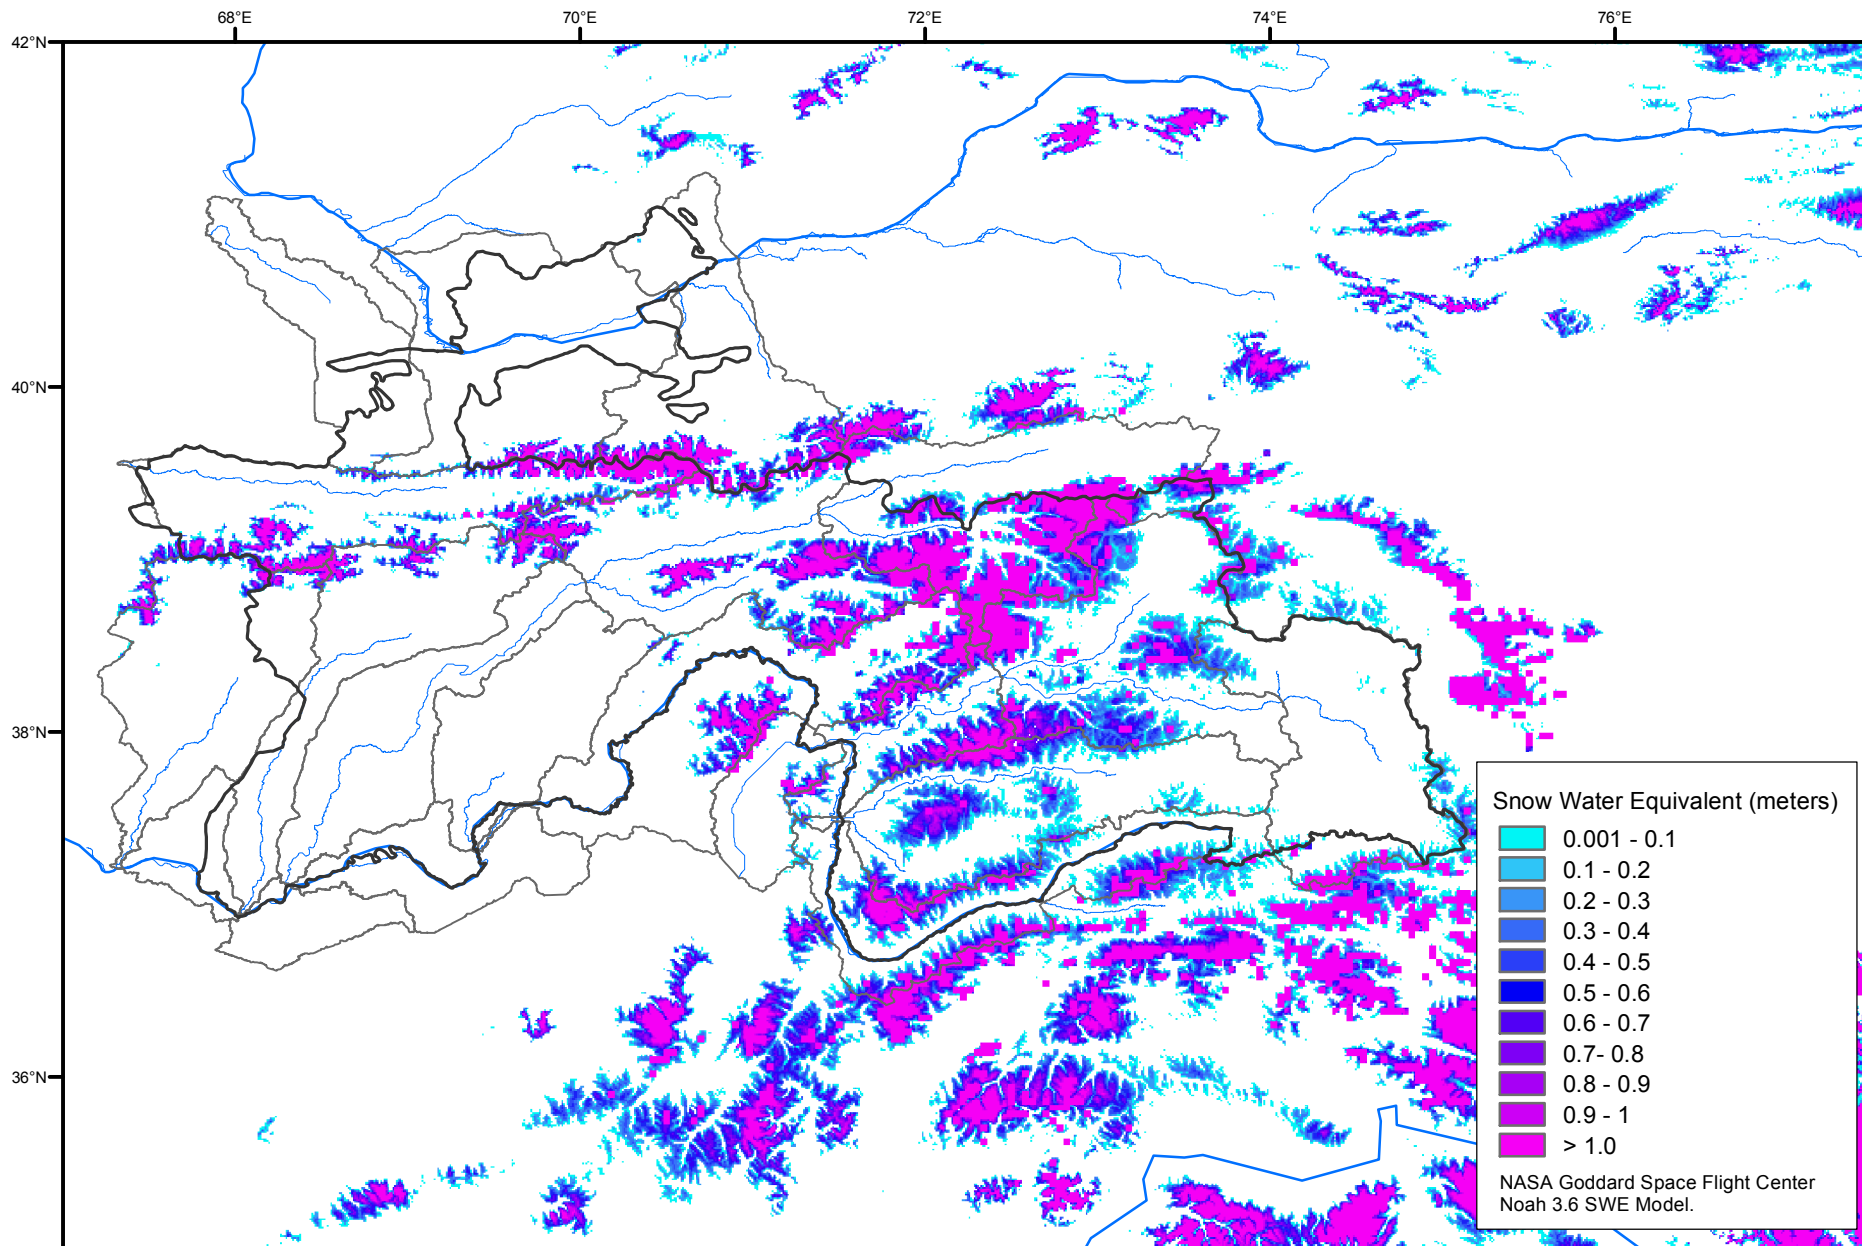 68°E
70°E
72°E
74°E
76°E
42°N
40°N
38°N
36°N
Snow Water Equivalent (meters)
0.001 - 0.1
0.1 - 0.2
0.2 - 0.3
0.3 - 0.4
0.4 - 0.5
0.5 - 0.6
0.6 - 0.7
0.7- 0.8
0.8 - 0.9
0.9 - 1
> 1.0
NASA Goddard Space Flight Center
Noah 3.6 SWE Model.